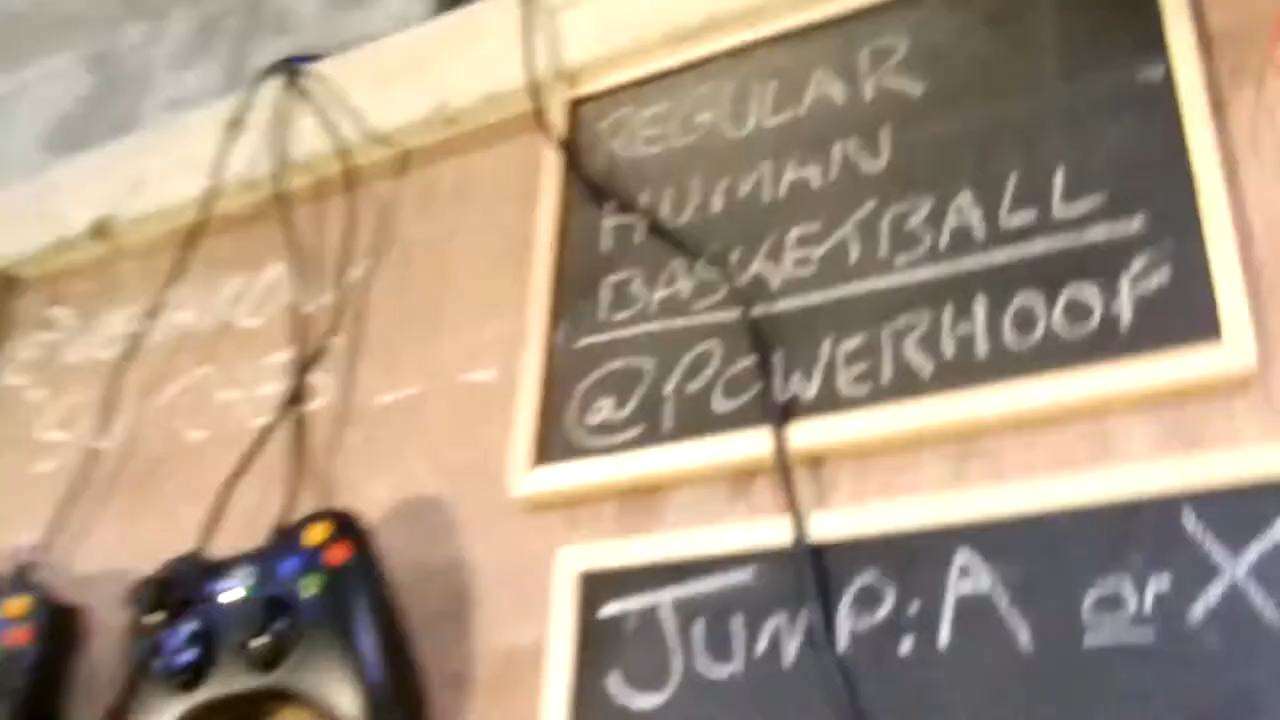 REGULAR
HUMAN
BASKETBALL
@POWERHOOF
JUMP: A or X